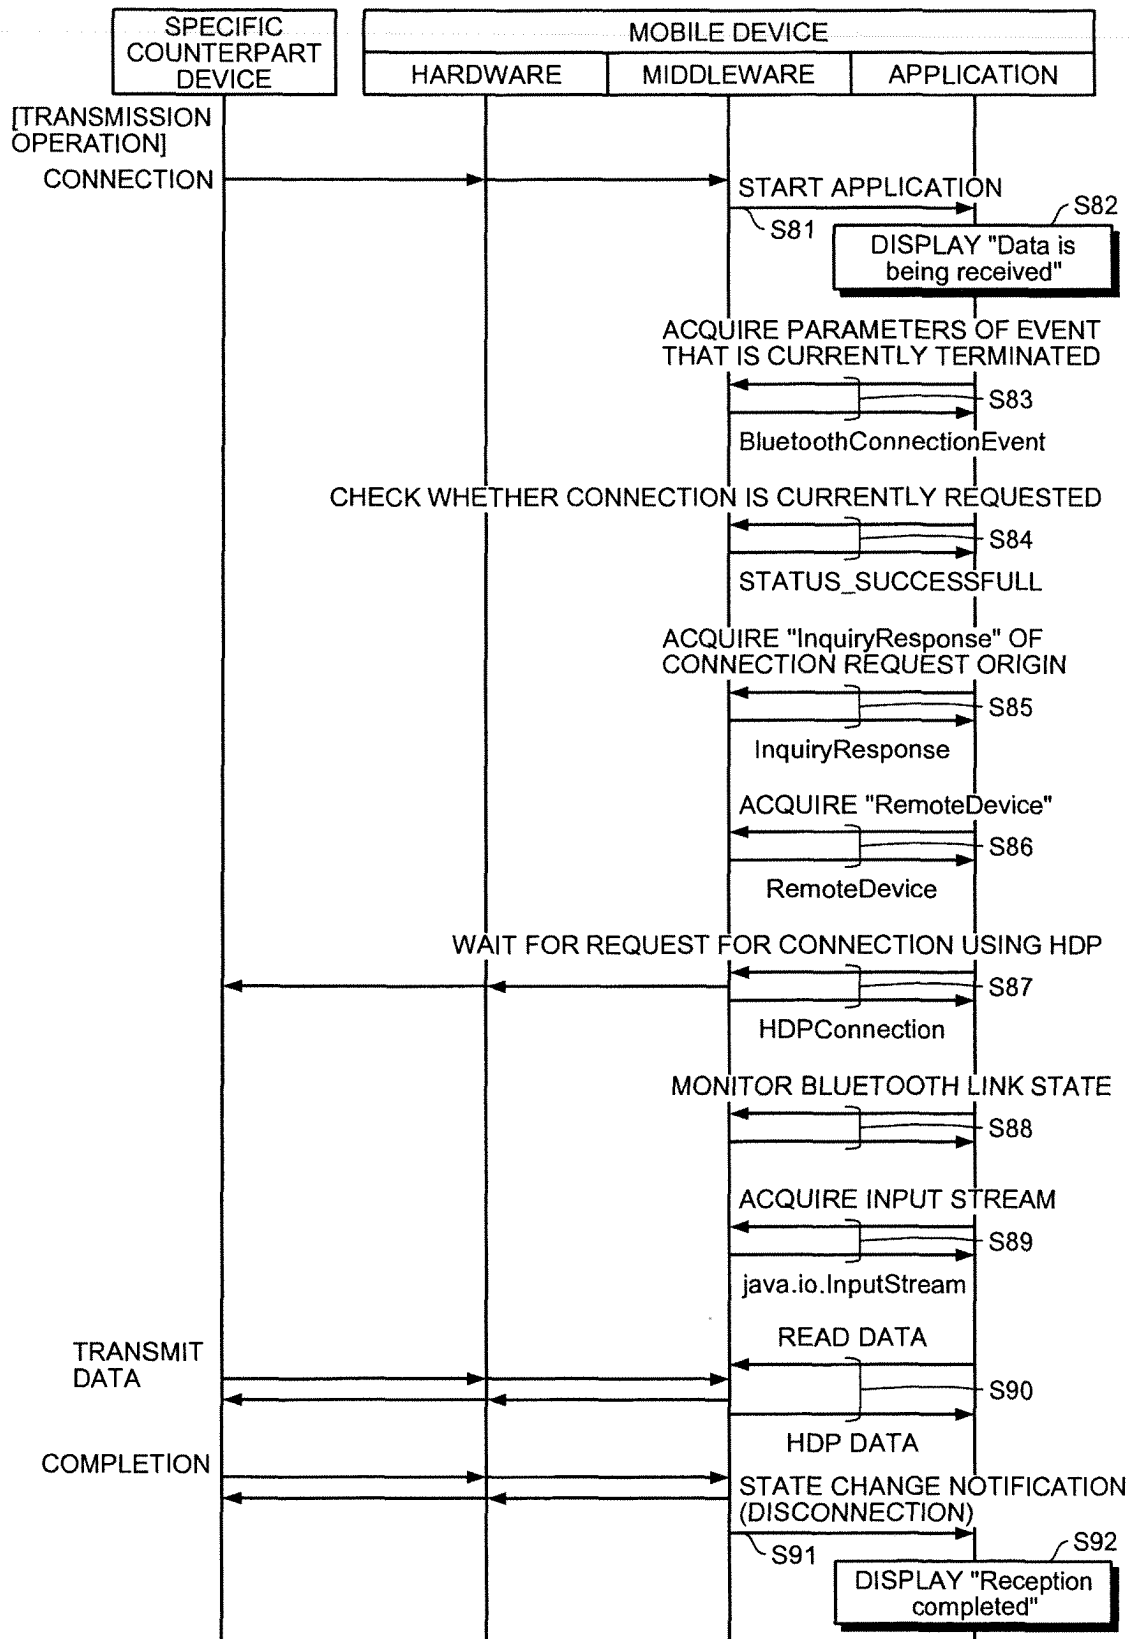 SPECIFIC
COUNTERPART
DEVICE
MOBILE DEVICE
HARDWARE
MIDDLEWARE
APPLICATION
[TRANSMISSION
OPERATION]
CONNECTION
START APPLICATION
S81
S82
DISPLAY "Data is
being received"
ACQUIRE PARAMETERS OF EVENT
THAT IS CURRENTLY TERMINATED
S83
BluetoothConnectionEvent
CHECK WHETHER CONNECTION IS CURRENTLY REQUESTED
S84
STATUS_SUCCESSFULL
ACQUIRE "InquiryResponse" OF
CONNECTION REQUEST ORIGIN
S85
InquiryResponse
ACQUIRE "RemoteDevice"
S86
RemoteDevice
WAIT FOR REQUEST FOR CONNECTION USING HDP
S87
HDPConnection
MONITOR BLUETOOTH LINK STATE
S88
ACQUIRE INPUT STREAM
S89
java.io.InputStream
READ DATA
TRANSMIT
DATA
S90
HDP DATA
COMPLETION
STATE CHANGE NOTIFICATION
(DISCONNECTION)
S91
S92
DISPLAY "Reception
completed"